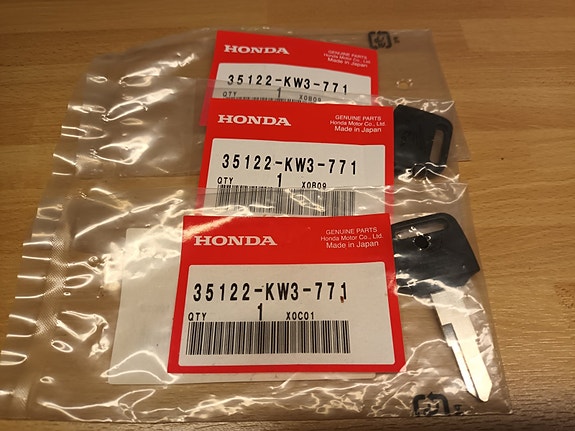 HONDA
GENUINE PARTS
Honda Motor Co., Ltd.
Made in Japan
35122-KW3-771
QTY 1 X0B09
HONDA
GENUINE PARTS
Honda Motor Co., Ltd.
Made in Japan
35122-KW3-771
QTY 1 X0B09
HONDA
GENUINE PARTS
Honda Motor Co., Ltd.
Made in Japan
35122-KW3-771
QTY 1 X0C01